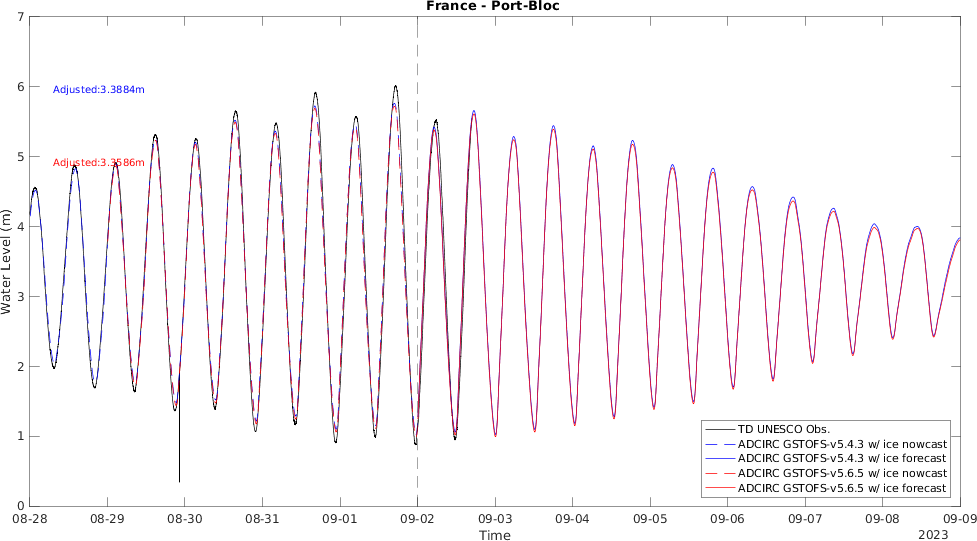 France - Port-Bloc
7
6
5
4
3
2
1
0
Water Level (m)
Adjusted:3.3884m
Adjusted:3.3586m
TD UNESCO Obs.
ADCIRC GSTOFS-v5.4.3 w/ ice nowcast
ADCIRC GSTOFS-v5.4.3 w/ ice forecast
ADCIRC GSTOFS-v5.6.5 w/ ice nowcast
ADCIRC GSTOFS-v5.6.5 w/ ice forecast
08-28 08-29 08-30 08-31 09-01 09-02 09-03 09-04 09-05 09-06 09-07 09-08 09-09
Time
2023